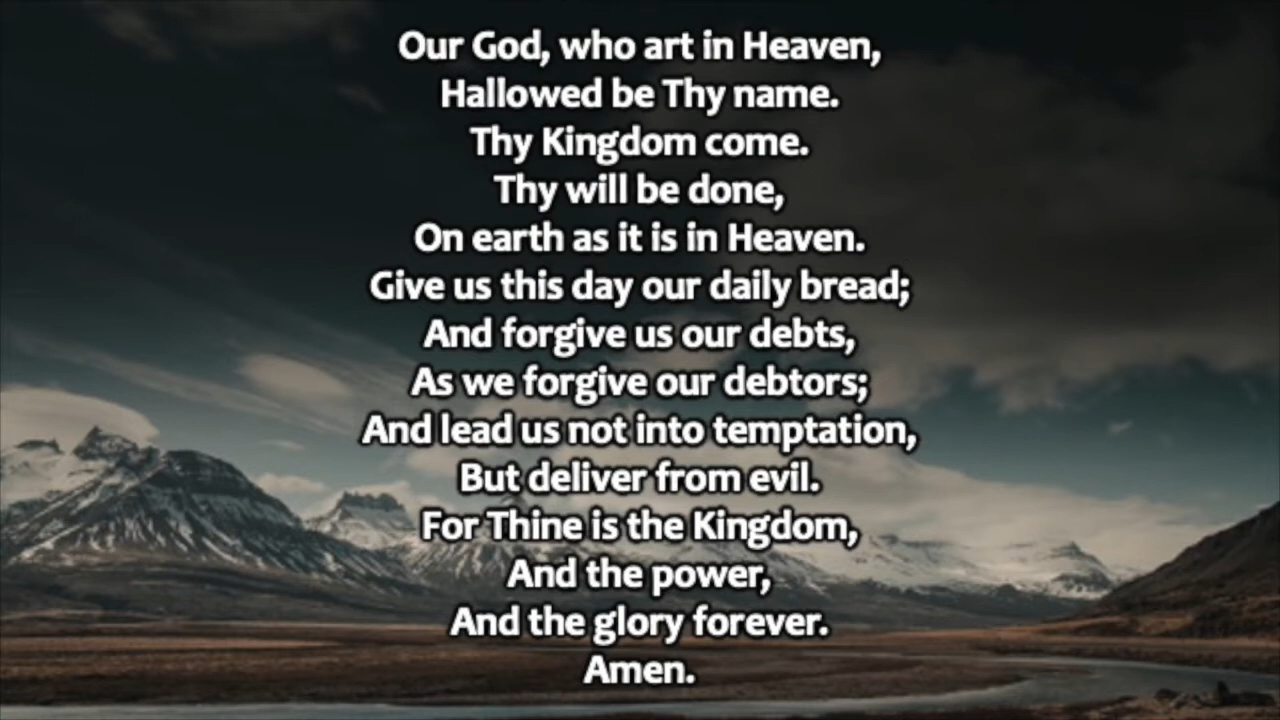 Our God, who art in Heaven,
Hallowed be Thy name.
Thy Kingdom come.
Thy will be done,
On earth as it is in Heaven.
Give us this day our daily bread;
And forgive us our debts,
As we forgive our debtors;
And lead us not into temptation,
But deliver from evil.
For Thine is the Kingdom,
And the power,
And the glory forever.
Amen.